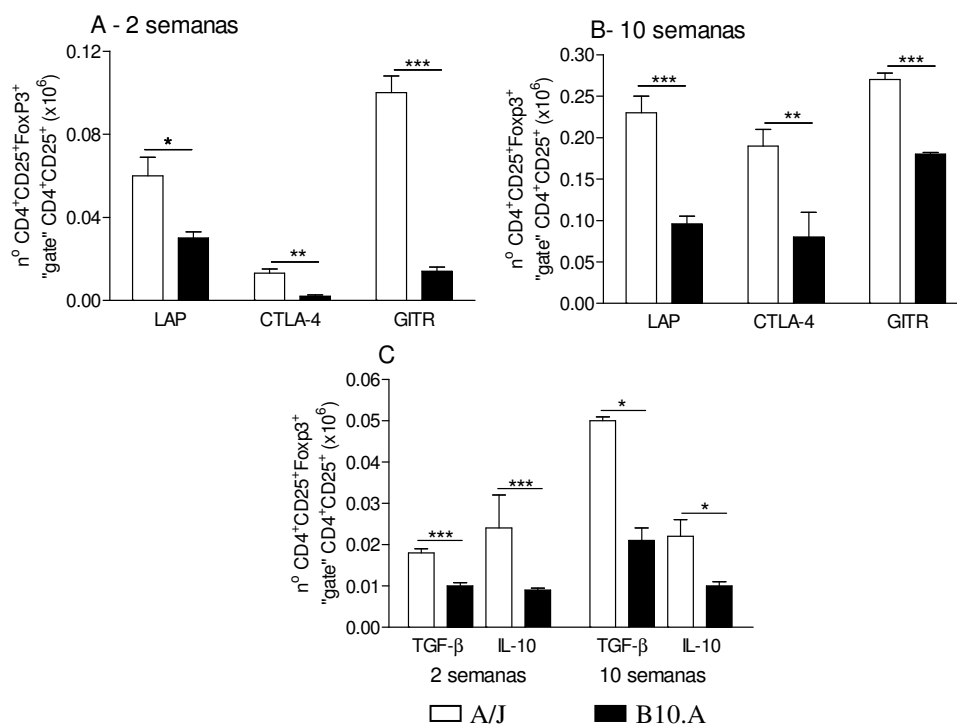 A - 2 semanas
nº CD4⁺CD25⁺FoxP3⁺
"gate" CD4⁺CD25⁺ (x10⁶)
0.12
0.08
0.04
0.00
*
**
***
LAP
CTLA-4
GITR
B- 10 semanas
nº CD4⁺CD25⁺Foxp3⁺
"gate" CD4⁺CD25⁺ (x10⁶)
0.30
0.25
0.20
0.15
0.10
0.05
0.00
***
**
***
LAP
CTLA-4
GITR
C
nº CD4⁺CD25⁺Foxp3⁺
"gate" CD4⁺CD25⁺ (x10⁶)
0.06
0.05
0.04
0.03
0.02
0.01
0.00
***
***
*
*
TGF-β
IL-10
TGF-β
IL-10
2 semanas
10 semanas
A/J
B10.A